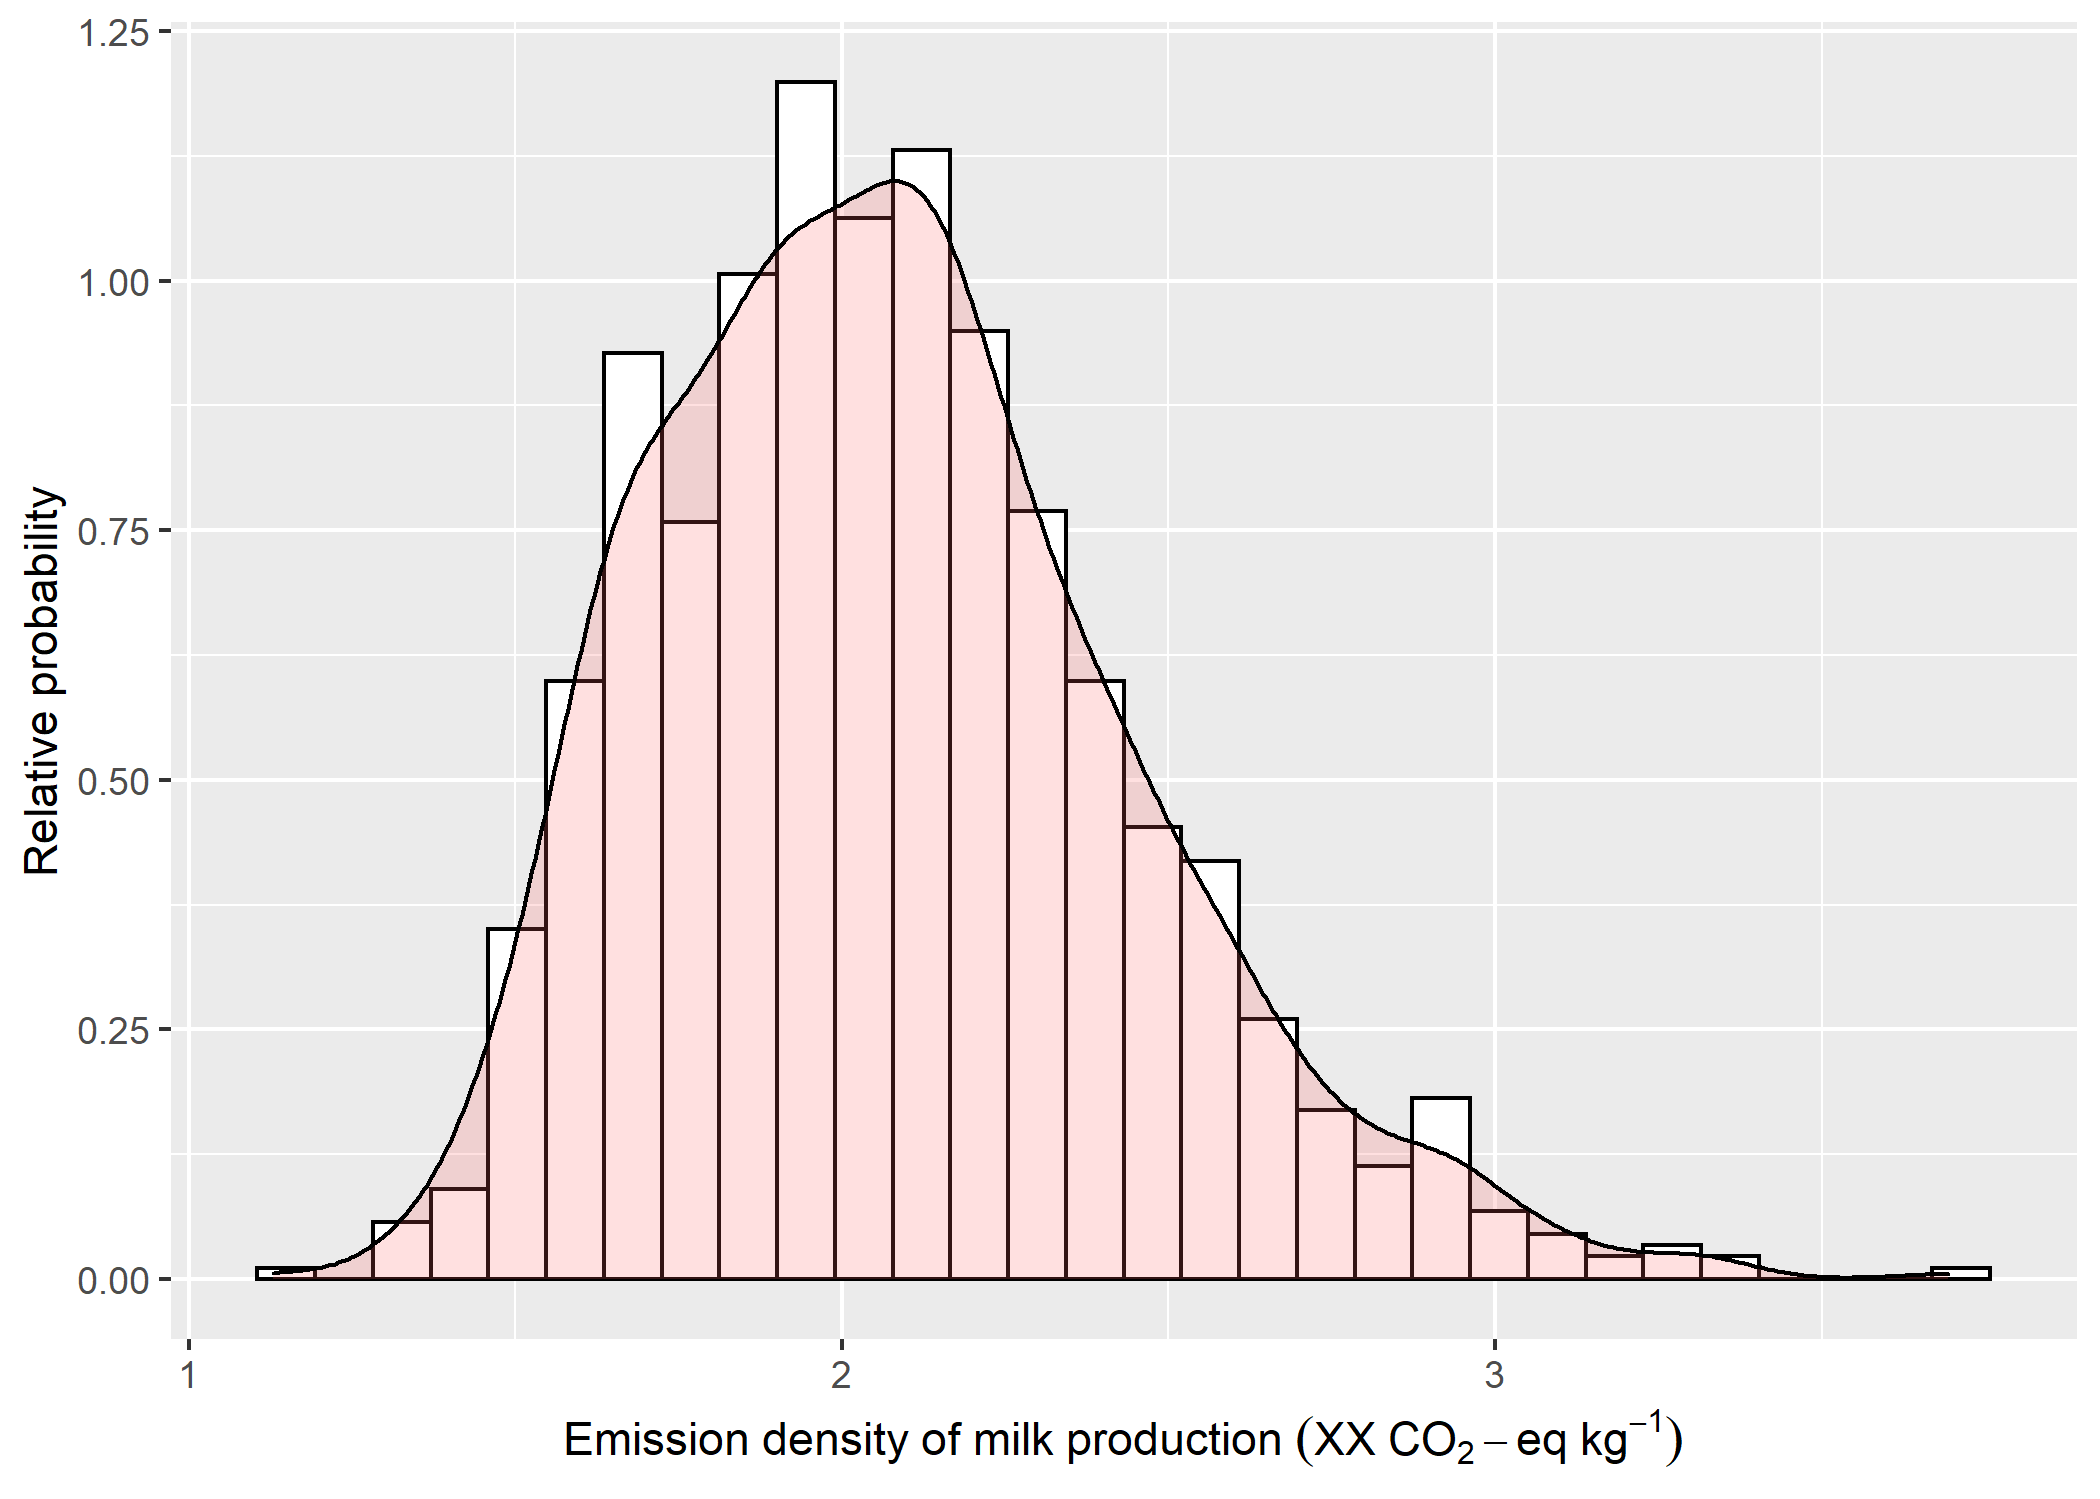 1.25
1.00
0.75
0.50
0.25
0.00
Relative probability
1 2 3
Emission density of milk production (XX CO₂ – eq kg⁻¹)